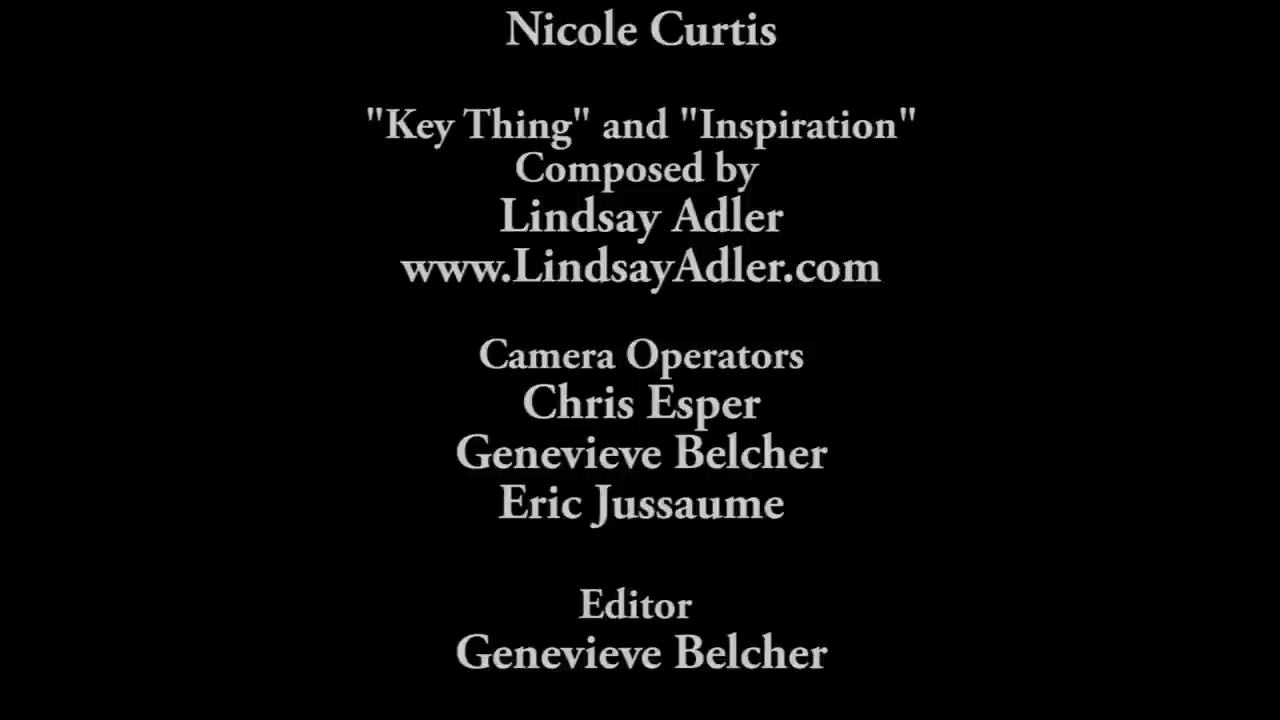 Nicole Curtis
"Key Thing" and "Inspiration"
Composed by
Lindsay Adler
www.LindsayAdler.com
Camera Operators
Chris Esper
Genevieve Belcher
Eric Jussaume
Editor
Genevieve Belcher